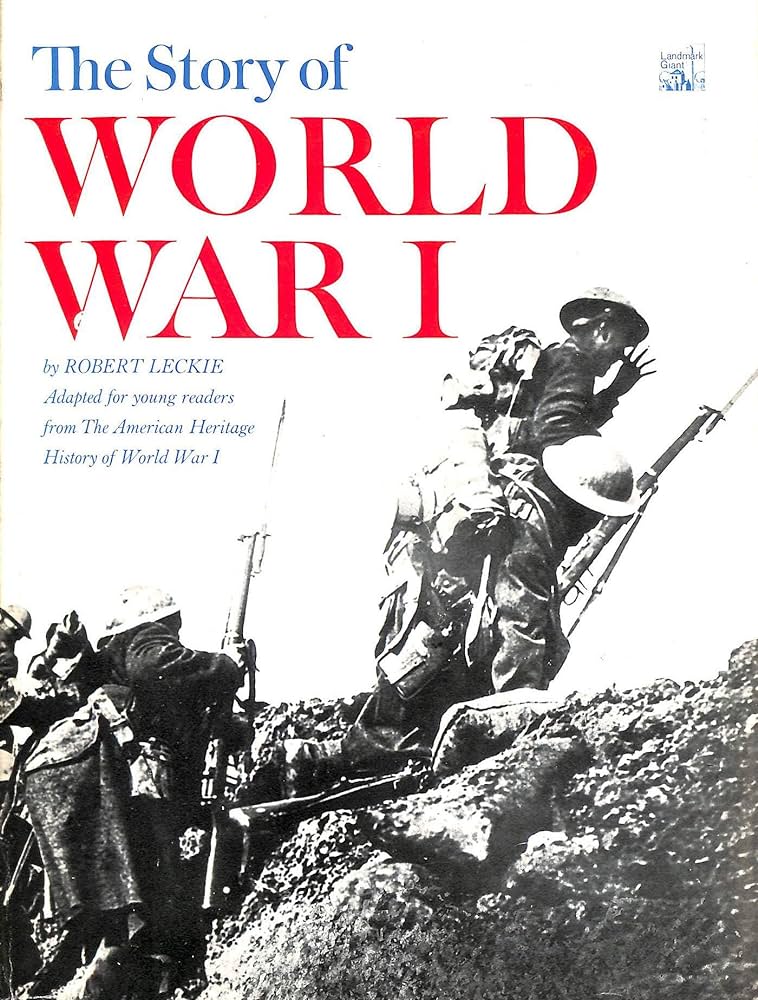 The Story of
WORLD
WAR I
Landmark
Giant
by ROBERT LECKIE
Adapted for young readers
from The American Heritage
History of World War I